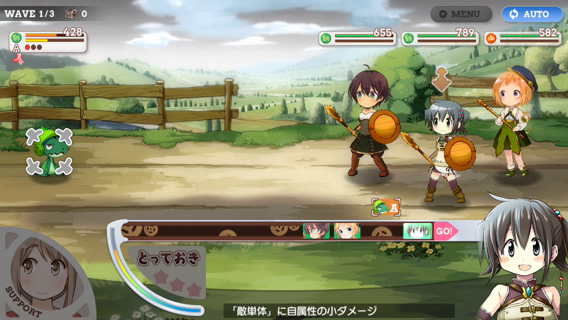 WAVE 1/3 0
MENU
AUTO
428
655
789
582
A
A
GO!
とっておき
SUPPORT
「敵単体」に自属性の小ダメージ